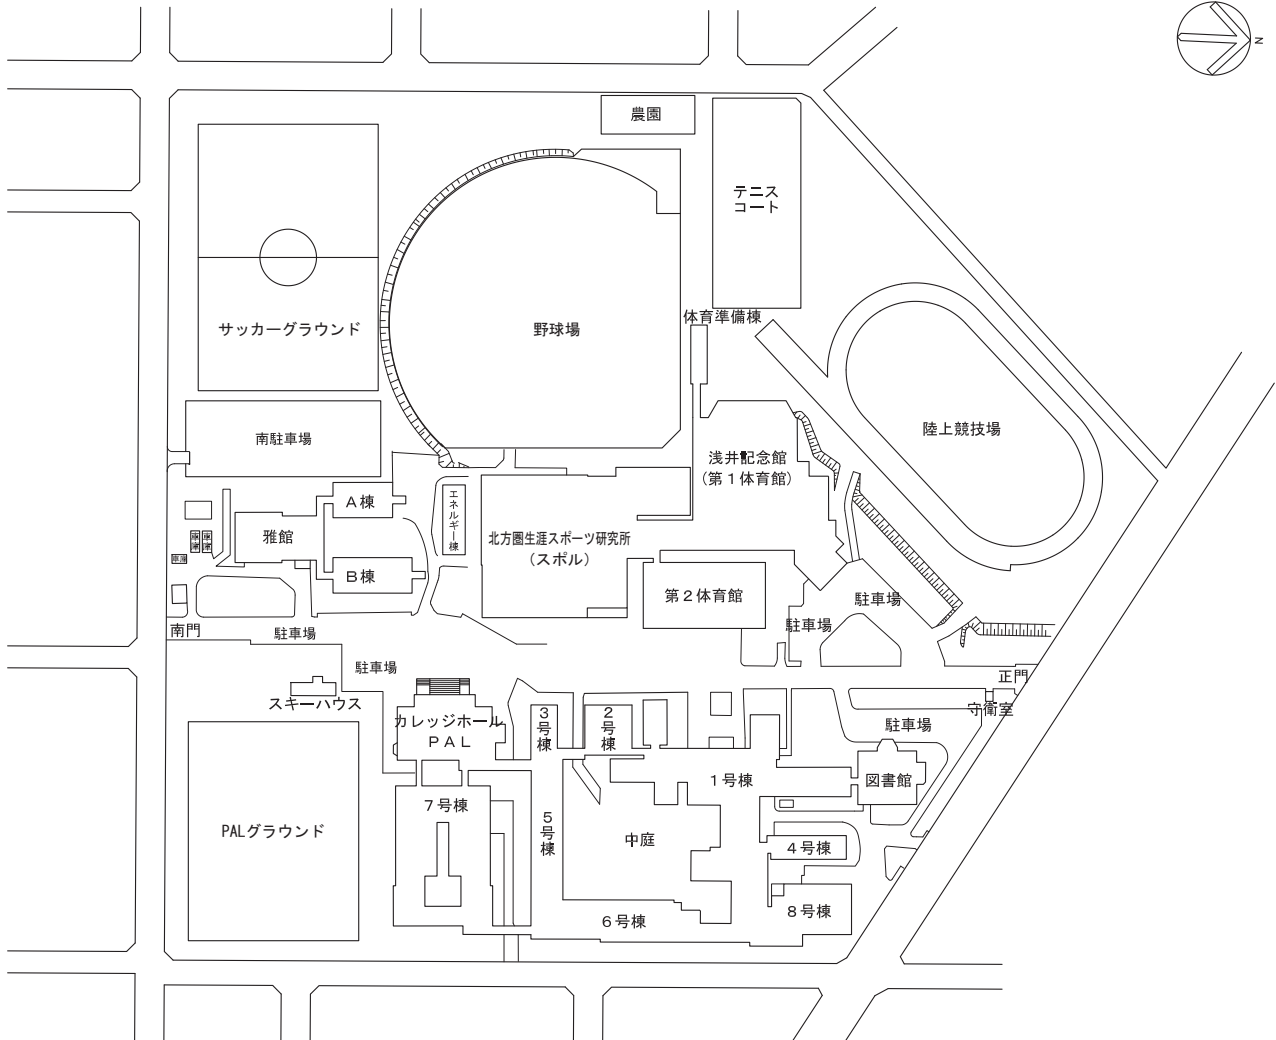 N
農園
テニス
コート
体育準備棟
サッカーグラウンド
野球場
陸上競技場
南駐車場
浅井記念館
(第1体育館)
A棟
エネルギー棟
雅館
北方圏生涯スポーツ研究所
(スポル)
車庫
車庫
車庫
B棟
第2体育館
駐車場
駐車場
南門
駐車場
駐車場
正門
スキーハウス
守衛室
カレッジホール
PAL
3号棟
2号棟
駐車場
1号棟
図書館
7号棟
PALグラウンド
5号棟
中庭
4号棟
6号棟
8号棟